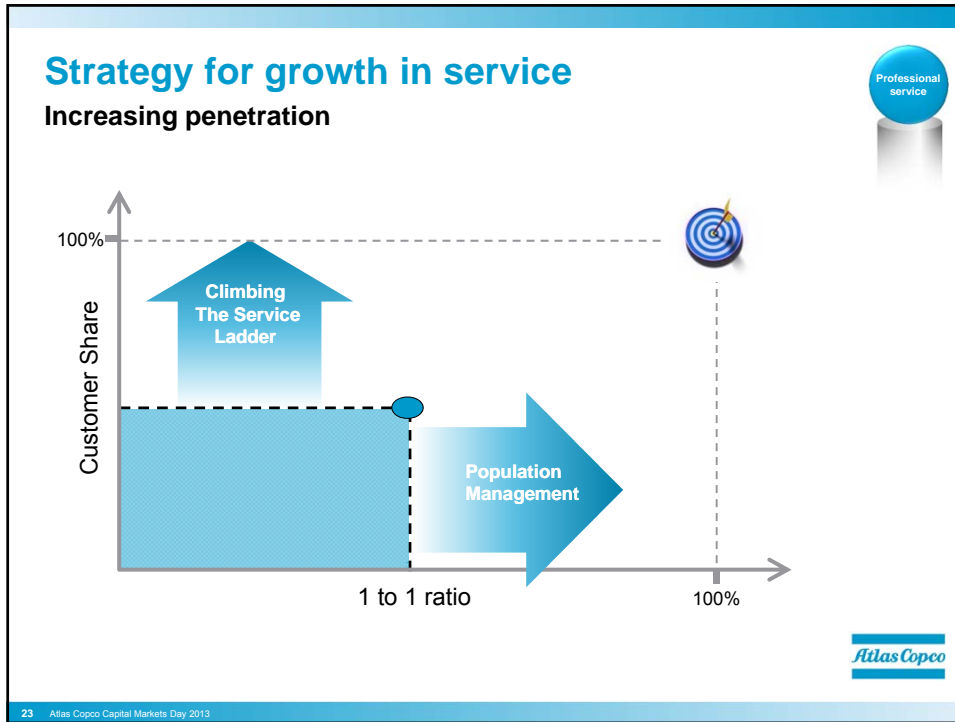 Strategy for growth in service
Increasing penetration
Professional
service
100%
Customer Share
Climbing
The Service
Ladder
Population
Management
1 to 1 ratio
100%
Atlas Copco
23 Atlas Copco Capital Markets Day 2013